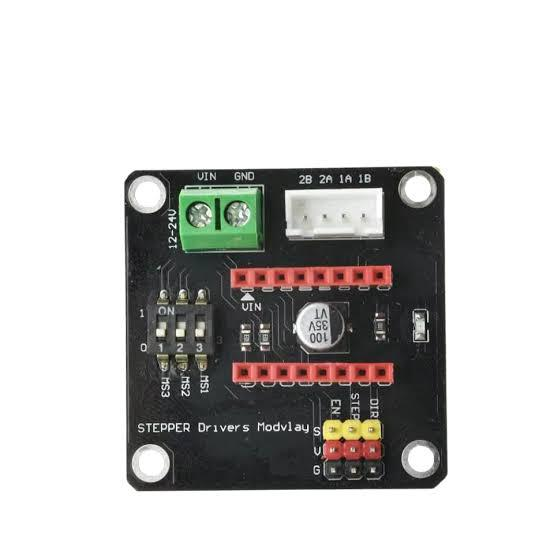 VIN GND
2B 2A 1A 1B
12-24V
VIN
1
ON
0
1 2 3
3
MS3
MS2
MS1
100
35V
VT
EN
STEP
DIR
STEPPER Drivers Modvlay
S
V
G